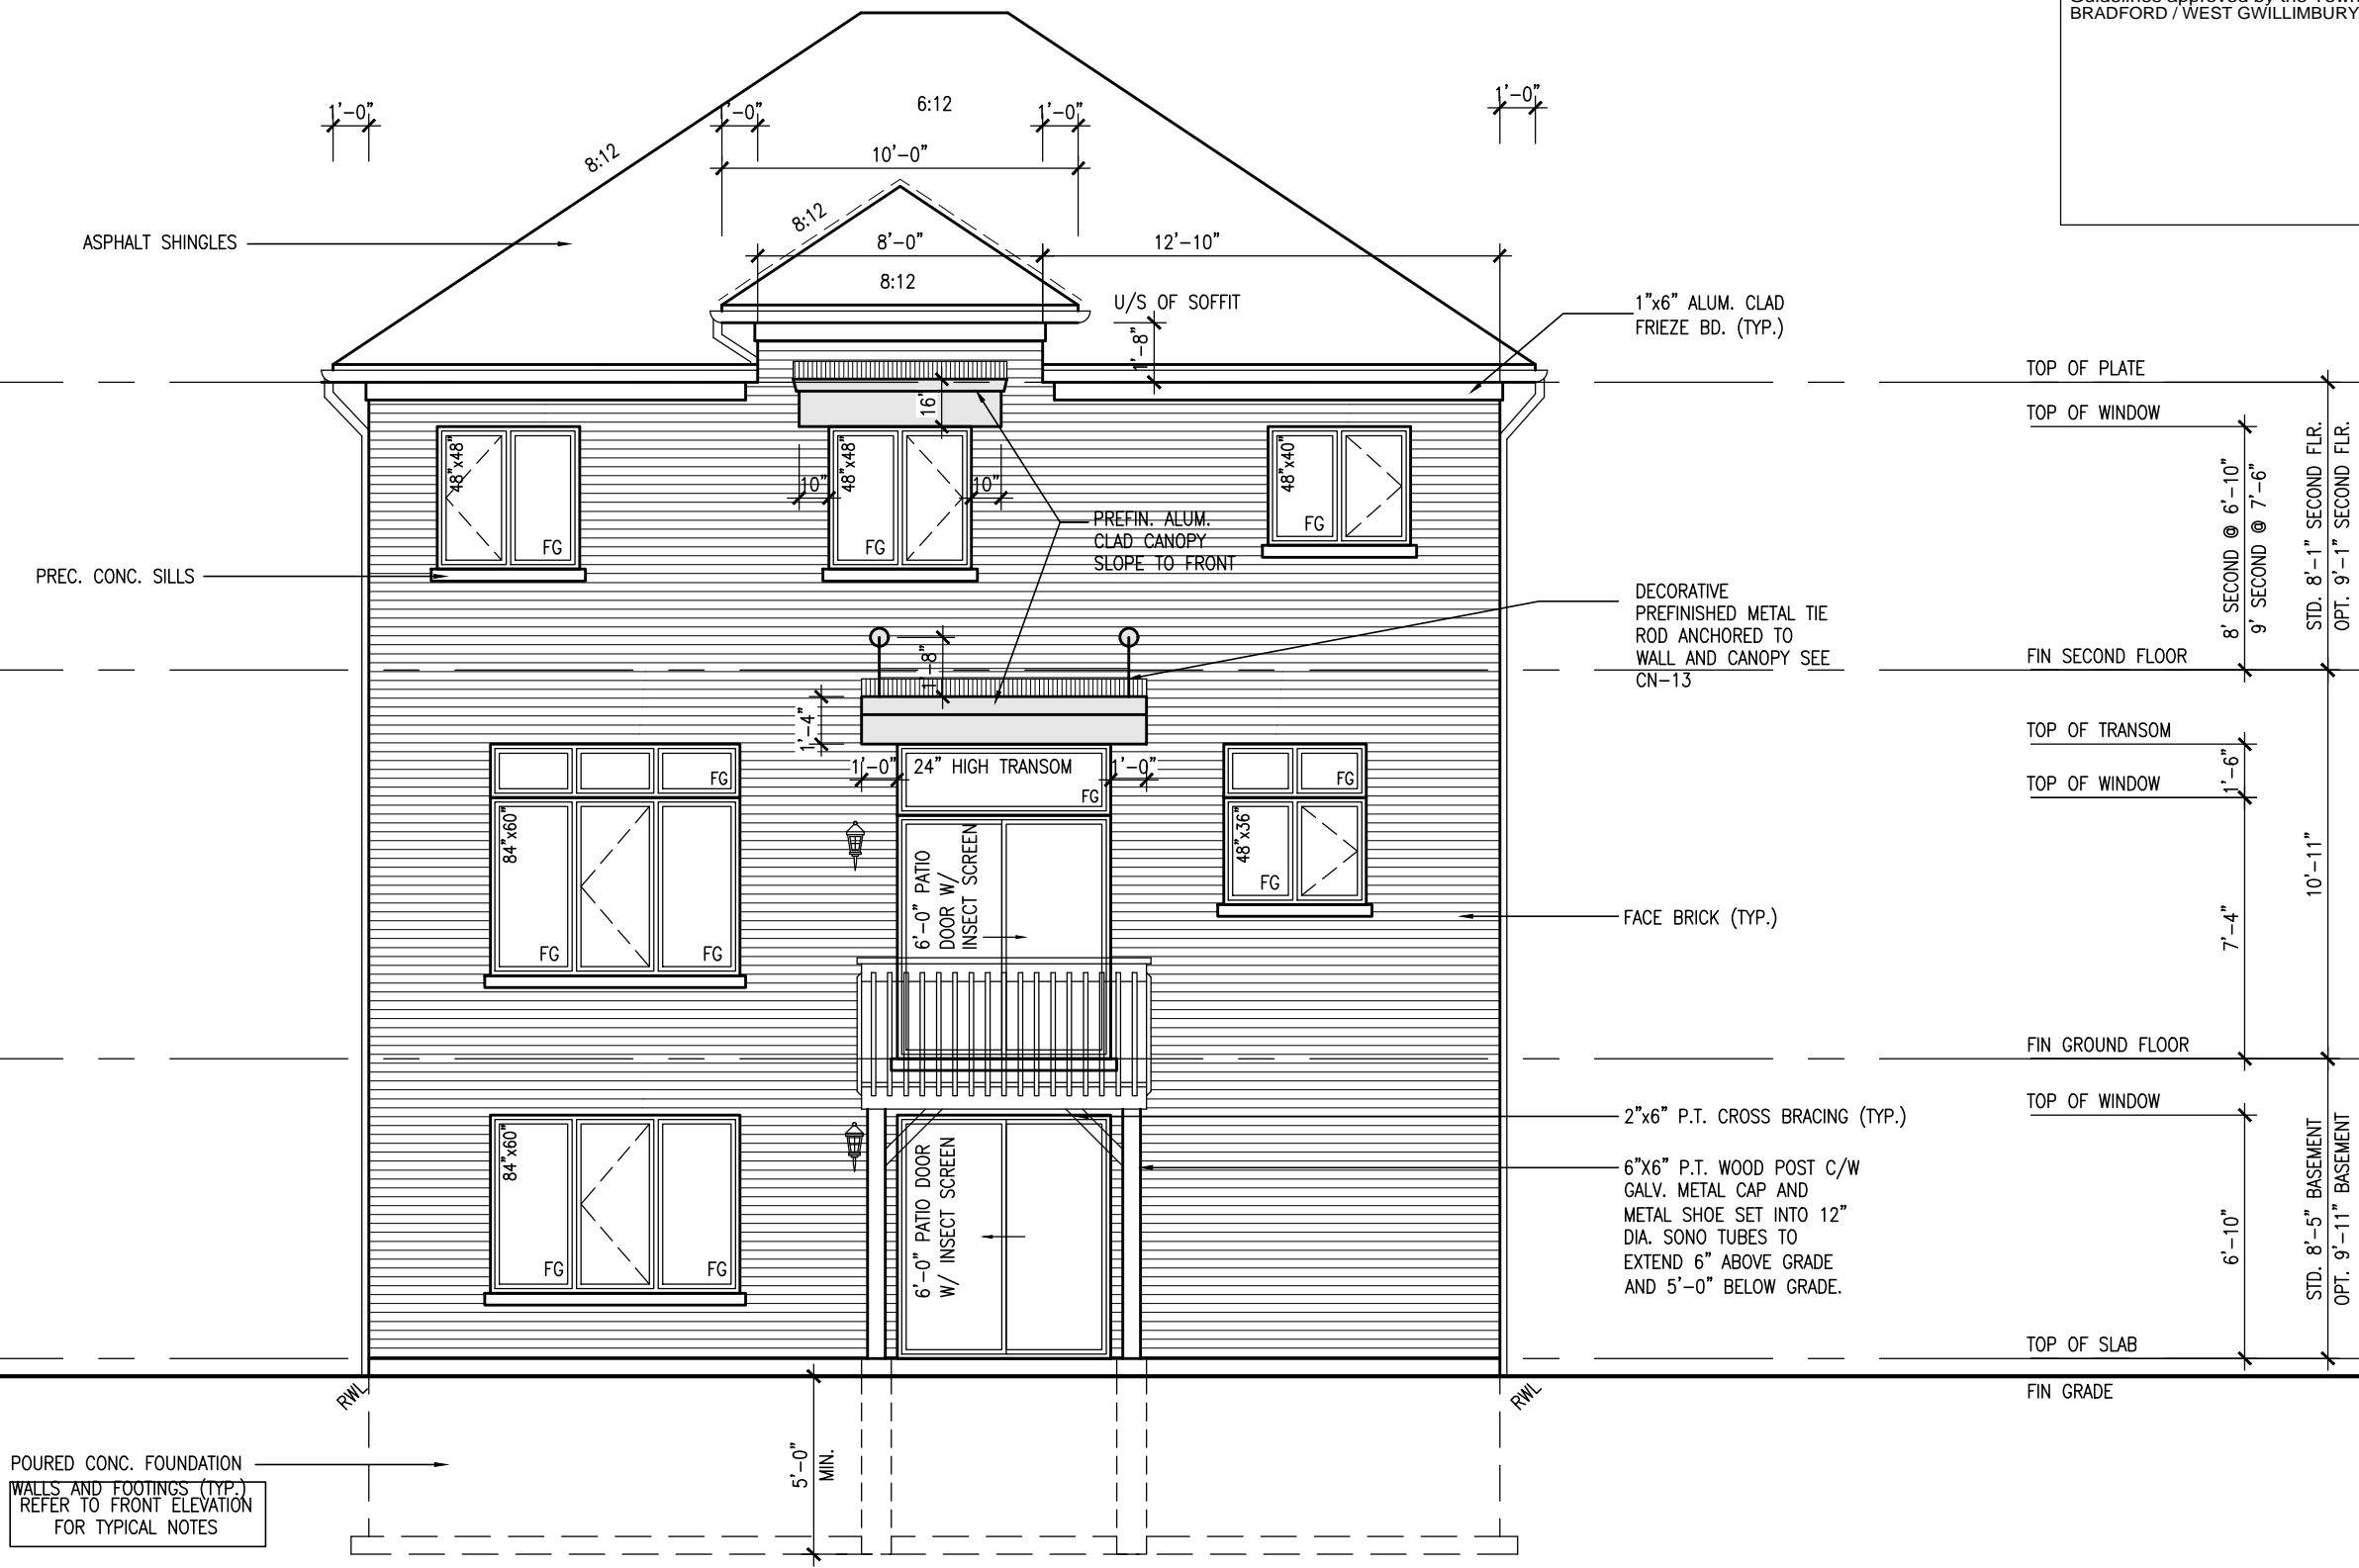 Guidelines approved by the Town
BRADFORD / WEST GWILLIMBURY
1'-0"
1'-0"
6:12
1'-0"
1'-0"
8:12
10'-0"
8:12
ASPHALT SHINGLES
8'-0"
12'-10"
8:12
U/S OF SOFFIT
1'-8"
1"x6" ALUM. CLAD
FRIEZE BD. (TYP.)
TOP OF PLATE
16"
TOP OF WINDOW
48"x48"
48"x48"
48"x40"
10"
10"
FG
FG
FG
PREFIN. ALUM.
CLAD CANOPY
SLOPE TO FRONT
8' SECOND @ 6'-10"
9' SECOND @ 7'-6"
STD. 8'-1" SECOND FLR.
OPT. 9'-1" SECOND FLR.
PREC. CONC. SILLS
DECORATIVE
PREFINISHED METAL TIE
ROD ANCHORED TO
WALL AND CANOPY SEE
CN-13
1'-8"
FIN SECOND FLOOR
1'-4"
TOP OF TRANSOM
1'-0"
24" HIGH TRANSOM
1'-0"
FG
FG
FG
TOP OF WINDOW
1'-6"
84"x60"
6'-0" PATIO
DOOR W/
INSECT SCREEN
48"x36"
FG
FG
FG
FACE BRICK (TYP.)
7'-4"
10'-11"
FIN GROUND FLOOR
TOP OF WINDOW
2"x6" P.T. CROSS BRACING (TYP.)
84"x60"
6'-0" PATIO DOOR
W/ INSECT SCREEN
FG
FG
6"X6" P.T. WOOD POST C/W
GALV. METAL CAP AND
METAL SHOE SET INTO 12"
DIA. SONO TUBES TO
EXTEND 6" ABOVE GRADE
AND 5'-0" BELOW GRADE.
6'-10"
STD. 8'-5" BASEMENT
OPT. 9'-11" BASEMENT
TOP OF SLAB
FIN GRADE
RWL
RWL
5'-0"
MIN.
POURED CONC. FOUNDATION
WALLS AND FOOTINGS (TYP.)
REFER TO FRONT ELEVATION
FOR TYPICAL NOTES